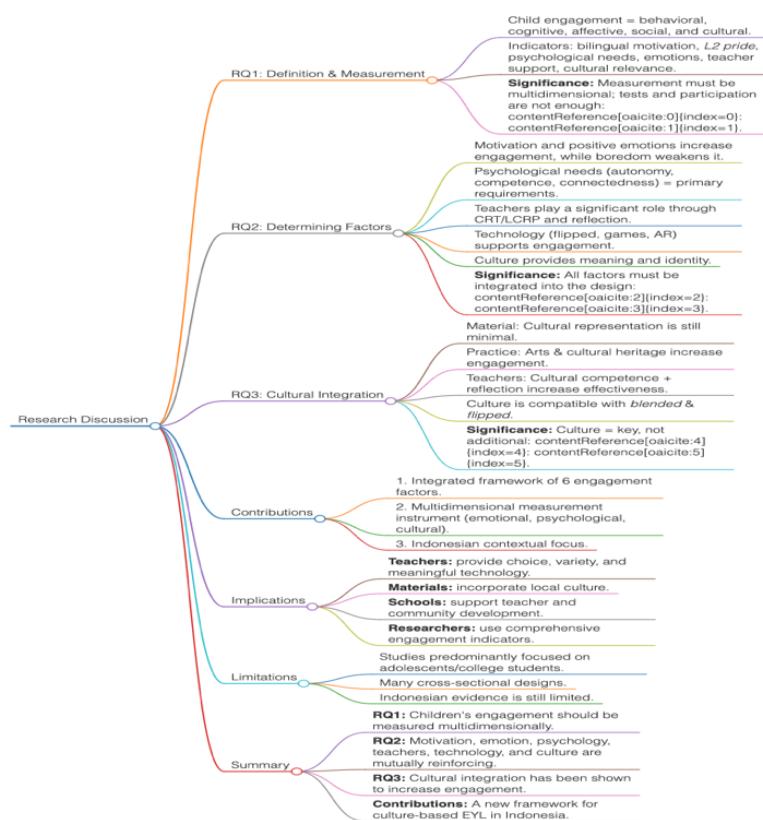 Child engagement = behavioral,
cognitive, affective, social, and cultural.
Indicators: bilingual motivation, L2 pride,
psychological needs, emotions, teacher
support, cultural relevance.
RQ1: Definition & Measurement
Significance: Measurement must be
multidimensional; tests and participation
are not enough:
contentReference[oaicite:0]{index=0}:
contentReference[oaicite:1]{index=1}.
Motivation and positive emotions increase
engagement, while boredom weakens it.
Psychological needs (autonomy,
competence, connectedness) = primary
requirements.
Teachers play a significant role through
CRT/LCRP and reflection.
RQ2: Determining Factors
Technology (flipped, games, AR)
supports engagement.
Culture provides meaning and identity.
Significance: All factors must be
integrated into the design:
contentReference[oaicite:2]{index=2}:
contentReference[oaicite:3]{index=3}.
Material: Cultural representation is still
minimal.
Practice: Arts & cultural heritage increase
engagement.
Teachers: Cultural competence +
reflection increase effectiveness.
RQ3: Cultural Integration
Culture is compatible with blended &
flipped.
Research Discussion
Significance: Culture = key, not
additional: contentReference[oaicite:4]
{index=4}: contentReference[oaicite:5]
{index=5}.
1. Integrated framework of 6 engagement
factors.
Contributions
2. Multidimensional measurement
instrument (emotional, psychological,
cultural).
3. Indonesian contextual focus.
Teachers: provide choice, variety, and
meaningful technology.
Materials: incorporate local culture.
Implications
Schools: support teacher and
community development.
Researchers: use comprehensive
engagement indicators.
Studies predominantly focused on
adolescents/college students.
Limitations
Many cross-sectional designs.
Indonesian evidence is still limited.
RQ1: Children's engagement should be
measured multidimensionally.
RQ2: Motivation, emotion, psychology,
teachers, technology, and culture are
mutually reinforcing.
Summary
RQ3: Cultural integration has been shown
to increase engagement.
Contributions: A new framework for
culture-based EYL in Indonesia.